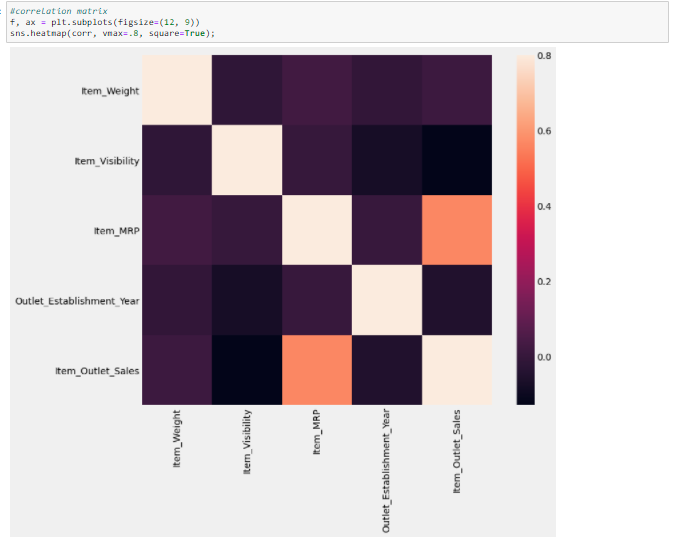 #correlation matrix
f, ax = plt.subplots(figsize=(12, 9))
sns.heatmap(corr, vmax=.8, square=True);
0.8
Item_Weight
Item_Visibility
0.6
Item_MRP
0.4
Outlet_Establishment_Year
0.2
Item_Outlet_Sales
0.0
Item_Weight
Item_Visibility
Item_MRP
Outlet_Establishment_Year
Item_Outlet_Sales